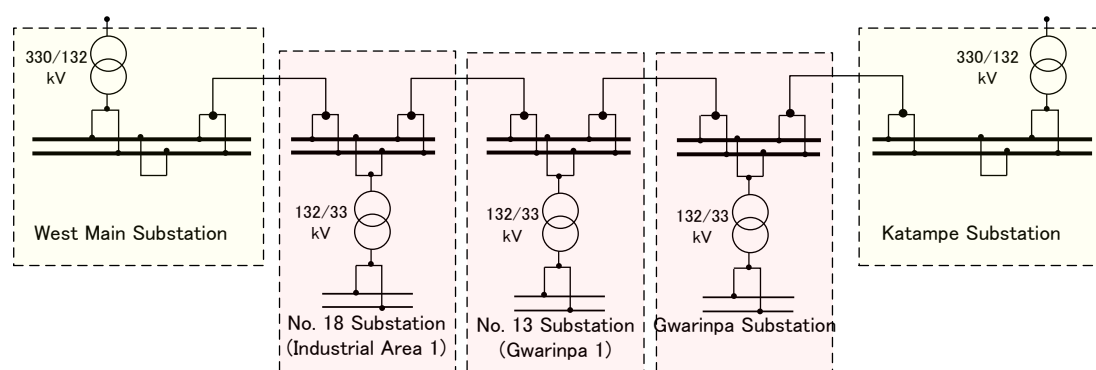 330/132
kV
330/132
kV
132/33
kV
132/33
kV
132/33
kV
West Main Substation
Katampe Substation
No. 18 Substation
(Industrial Area 1)
No. 13 Substation
(Gwarinpa 1)
Gwarinpa Substation